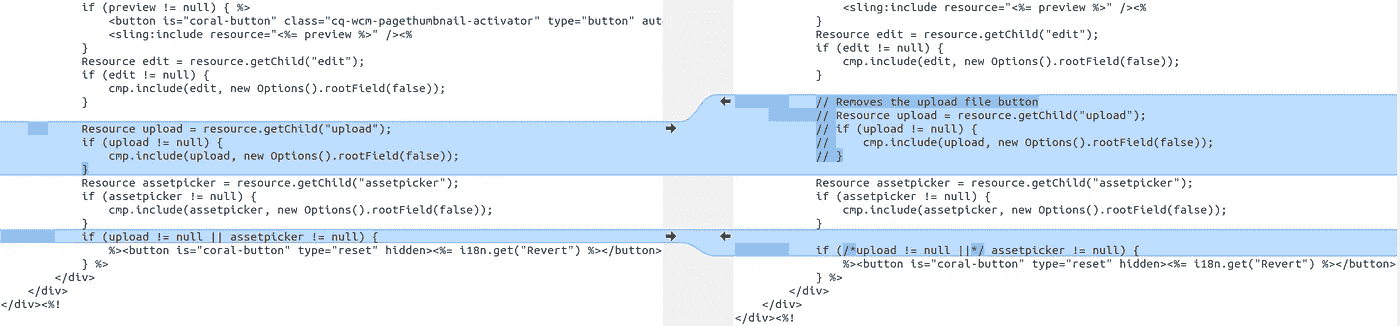 if (preview != null) { %>
<button is="coral-button" class="cq-wcm-pagethumbnail-activator" type="button" aut
<sling:include resource="<%= preview %>" /><%
}
Resource edit = resource.getChild("edit");
if (edit != null) {
cmp.include(edit, new Options().rootField(false));
}
Resource upload = resource.getChild("upload");
if (upload != null) {
cmp.include(upload, new Options().rootField(false));
}
Resource assetpicker = resource.getChild("assetpicker");
if (assetpicker != null) {
cmp.include(assetpicker, new Options().rootField(false));
}
if (upload != null || assetpicker != null) {
%><button is="coral-button" type="reset" hidden><%= i18n.get("Revert") %></button>
} %>
</div>
</div>
</div><%!
<sling:include resource="<%= preview %>" /><%
}
Resource edit = resource.getChild("edit");
if (edit != null) {
cmp.include(edit, new Options().rootField(false));
}
// Removes the upload file button
// Resource upload = resource.getChild("upload");
// if (upload != null) {
// cmp.include(upload, new Options().rootField(false));
// }
Resource assetpicker = resource.getChild("assetpicker");
if (assetpicker != null) {
cmp.include(assetpicker, new Options().rootField(false));
}
if (/*upload != null ||*/ assetpicker != null) {
%><button is="coral-button" type="reset" hidden><%= i18n.get("Revert") %></button>
} %>
</div>
</div>
</div><%!